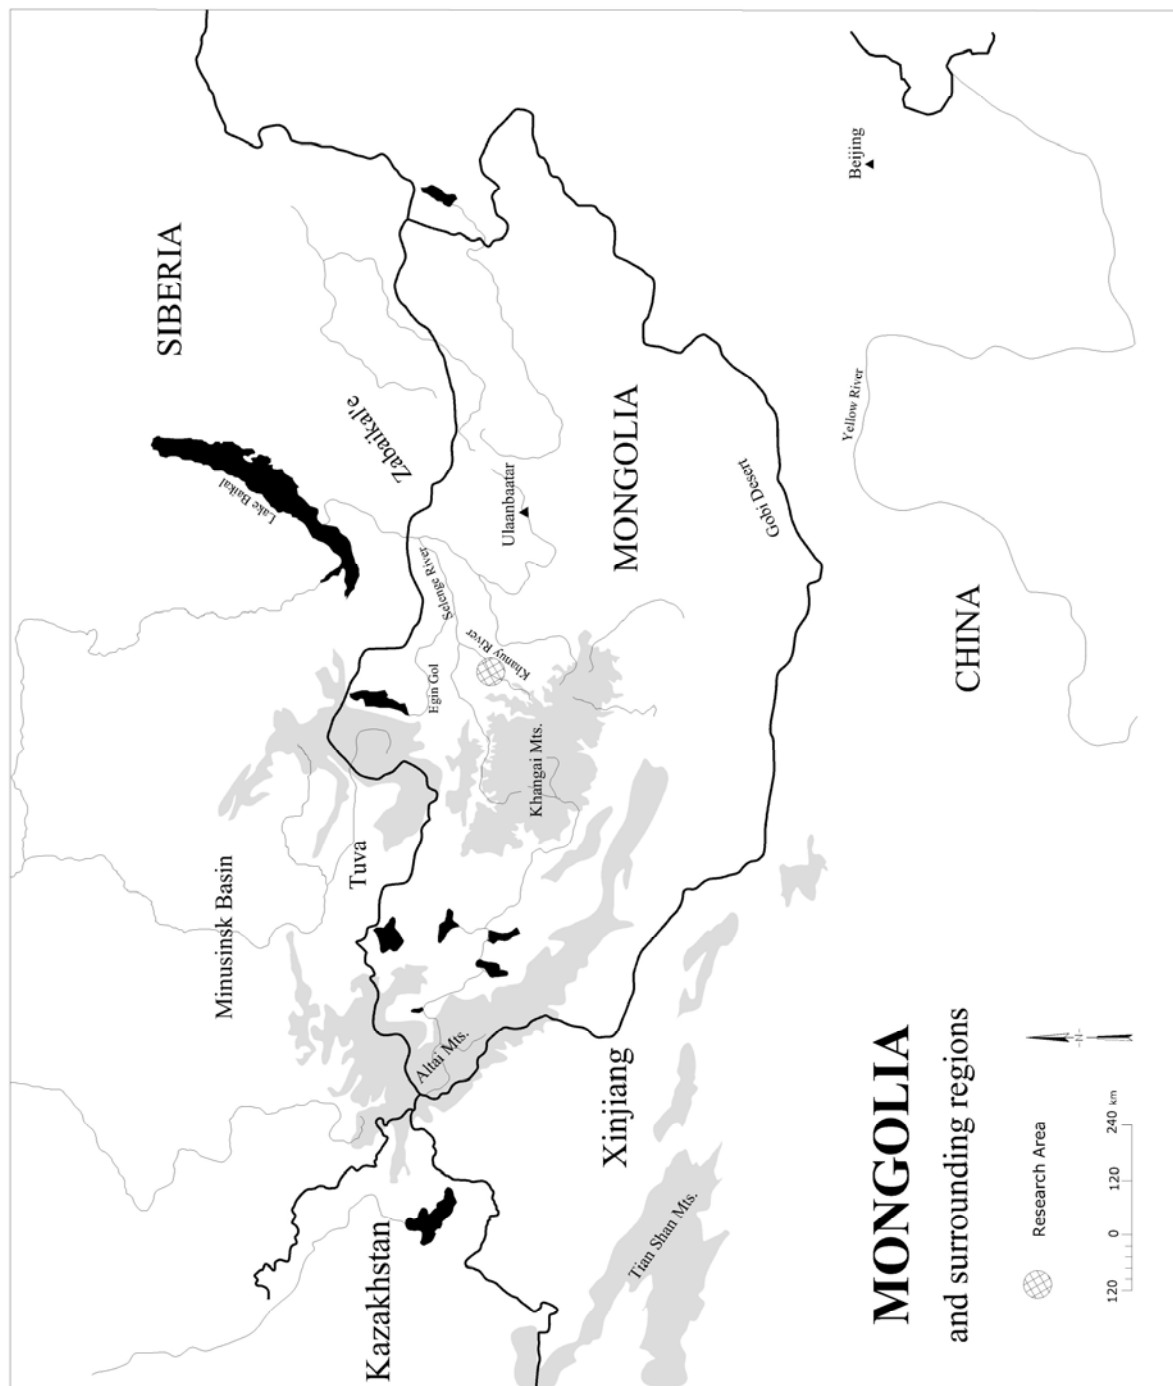 SIBERIA
Lake Baikal
Zabaikal'e
Minusinsk Basin
Tuva
Kazakhstan
Altai Mts.
Egin Gol
Selenge River
Khanuy River
Ulaanbaatar
Khangai Mts.
MONGOLIA
Gobi Desert
Beijing
Yellow River
Xinjiang
Tian Shan Mts.
CHINA
MONGOLIA
and surrounding regions
Research Area
N
120 0 120 240 km